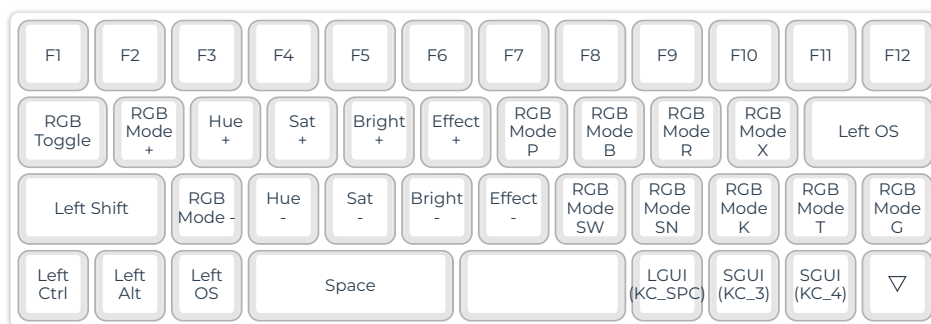 F1 F2 F3 F4 F5 F6 F7 F8 F9 F10 F11 F12
RGB Toggle
RGB Mode +
Hue +
Sat +
Bright +
Effect +
RGB Mode P
RGB Mode B
RGB Mode R
RGB Mode X
Left OS
Left Shift
RGB Mode -
Hue -
Sat -
Bright -
Effect -
RGB Mode SW
RGB Mode SN
RGB Mode K
RGB Mode T
RGB Mode G
Left Ctrl
Left Alt
Left OS
Space
LGUI (KC_SPC)
SGUI (KC_3)
SGUI (KC_4)
▽